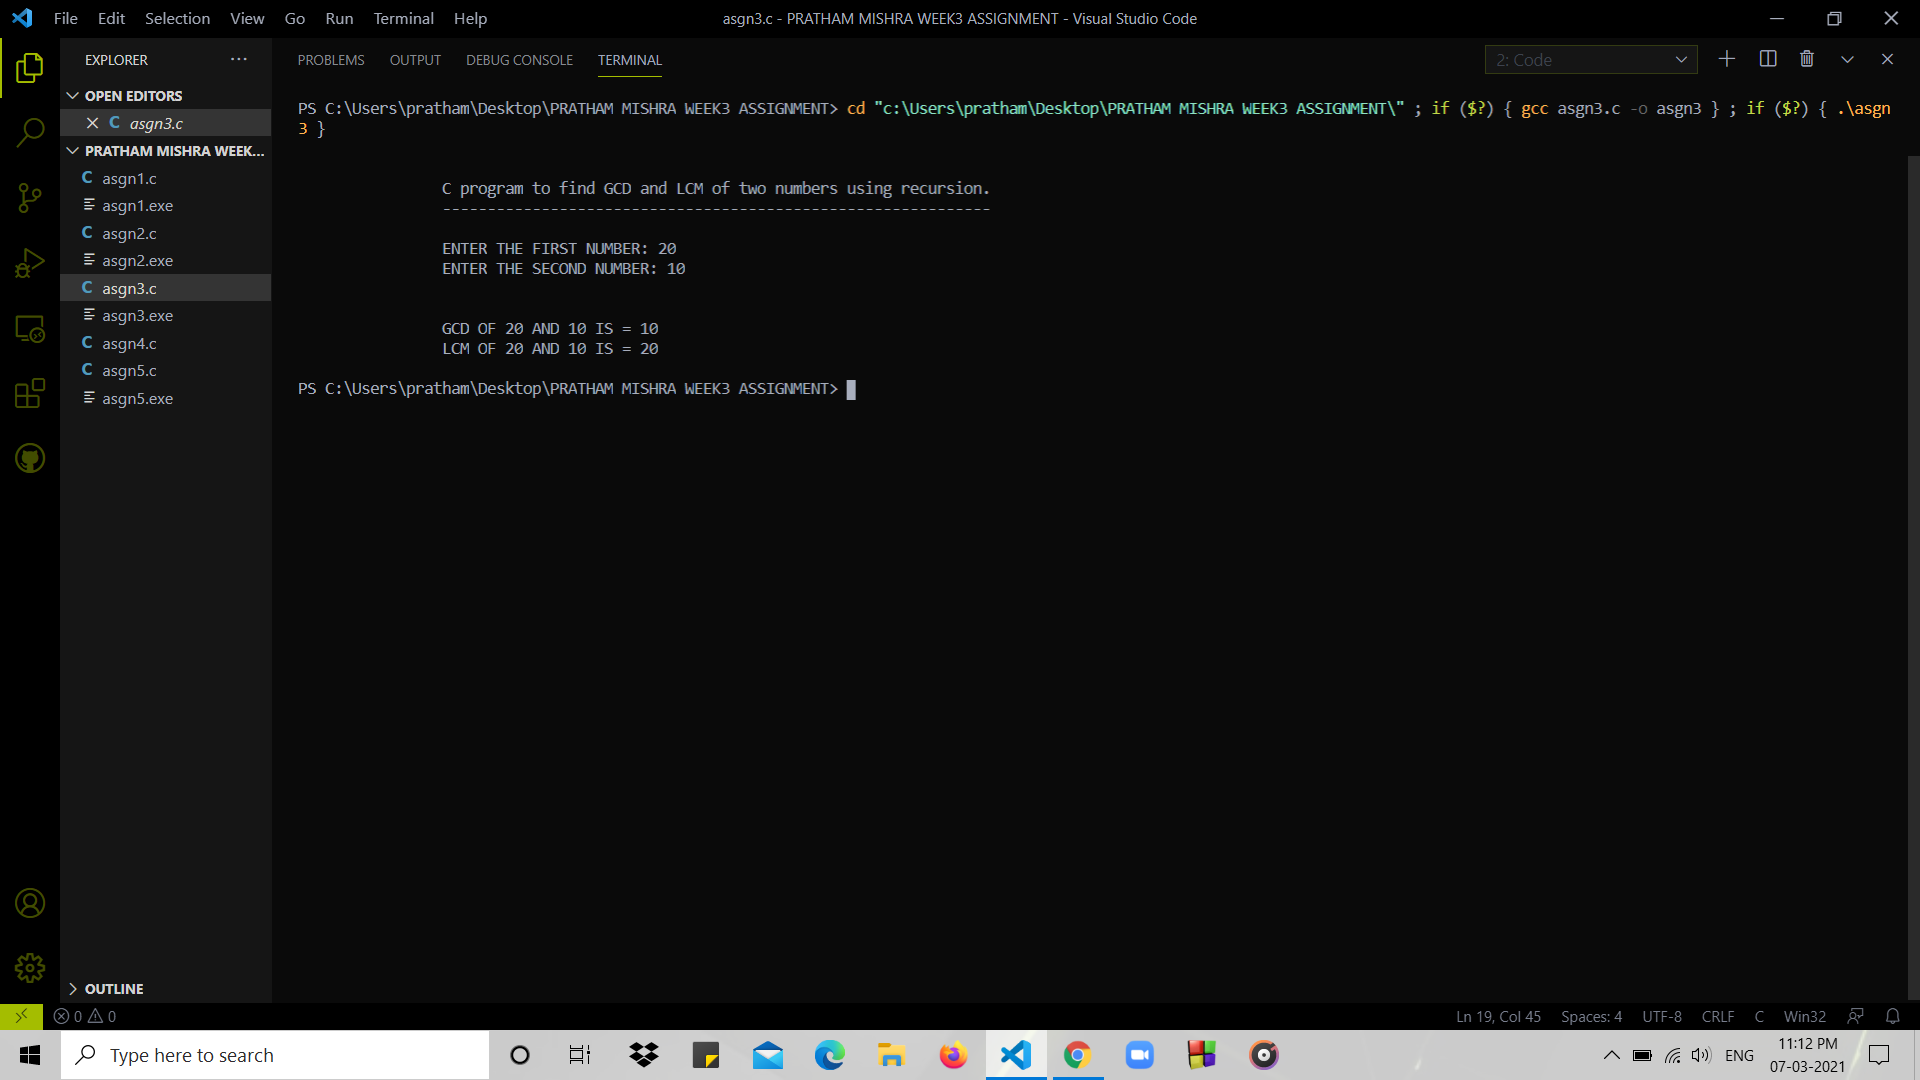 File Edit Selection View Go Run Terminal Help
asgn3.c - PRATHAM MISHRA WEEK3 ASSIGNMENT - Visual Studio Code
EXPLORER
OPEN EDITORS
C asgn3.c
PRATHAM MISHRA WEEK...
C asgn1.c
asgn1.exe
C asgn2.c
asgn2.exe
C asgn3.c
asgn3.exe
C asgn4.c
C asgn5.c
asgn5.exe
OUTLINE
PROBLEMS OUTPUT DEBUG CONSOLE TERMINAL
2: Code
PS C:\Users\pratham\Desktop\PRATHAM MISHRA WEEK3 ASSIGNMENT> cd "c:\Users\pratham\Desktop\PRATHAM MISHRA WEEK3 ASSIGNMENT\" ; if ($?) { gcc asgn3.c -o asgn3 } ; if ($?) { .\asgn
3 }
C program to find GCD and LCM of two numbers using recursion.
-------------------------------------------------------------
ENTER THE FIRST NUMBER: 20
ENTER THE SECOND NUMBER: 10
GCD OF 20 AND 10 IS = 10
LCM OF 20 AND 10 IS = 20
PS C:\Users\pratham\Desktop\PRATHAM MISHRA WEEK3 ASSIGNMENT>
0 0
Ln 19, Col 45 Spaces: 4 UTF-8 CRLF C Win32
Type here to search
ENG
11:12 PM
07-03-2021